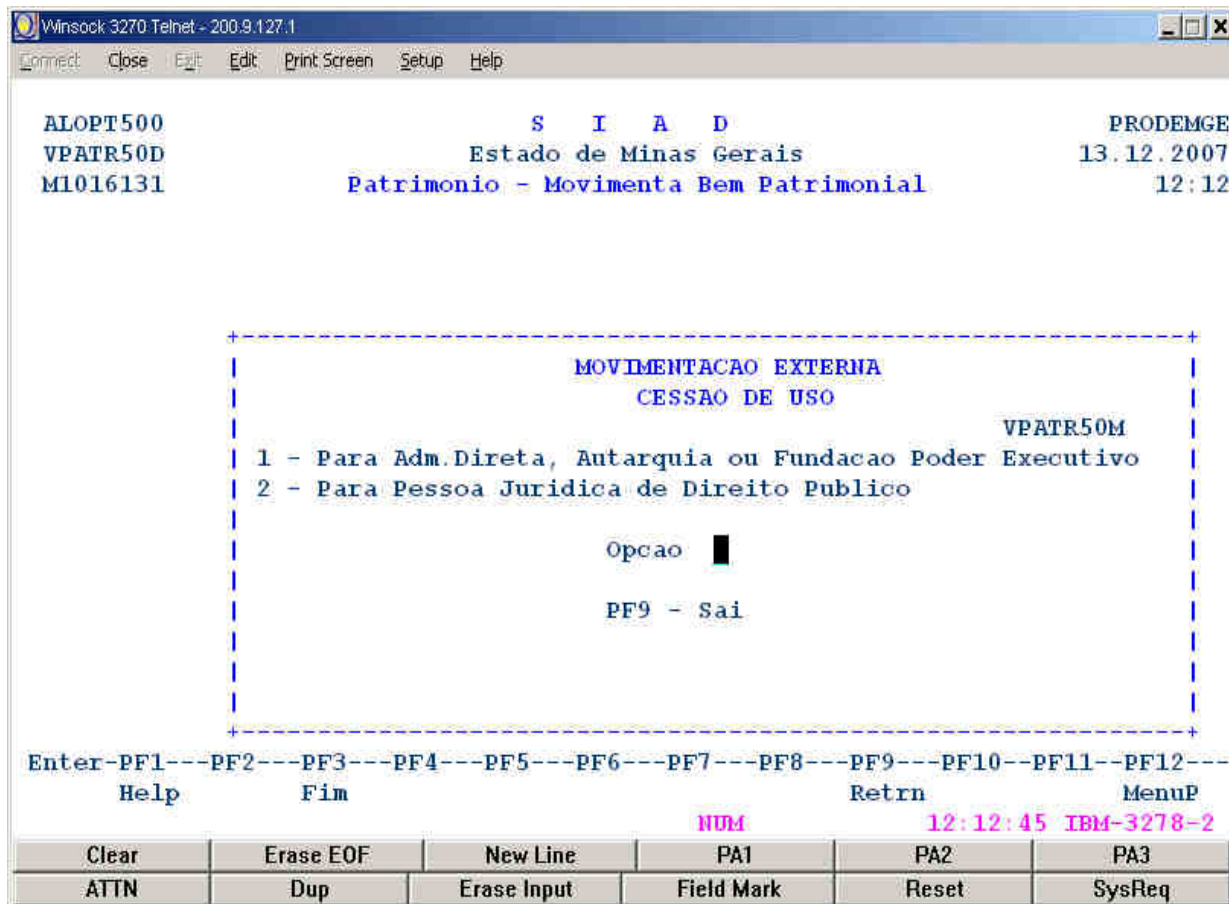 Winsock 3270 Telnet - 200.9.127.1
Connect Close Exit Edit Print Screen Setup Help
ALOPT500 S I A D PRODEMGE
VPATR50D Estado de Minas Gerais 13.12.2007
M1016131 Patrimonio - Movimenta Bem Patrimonial 12:12
+-----------------------------------------------------------------------+
MOVIMENTACAO EXTERNA
CESSAO DE USO
VPATR50M
1 - Para Adm.Direta, Autarquia ou Fundacao Poder Executivo
2 - Para Pessoa Juridica de Direito Publico
Opcao
PF9 - Sai
+-----------------------------------------------------------------------+
Enter-PF1---PF2---PF3---PF4---PF5---PF6---PF7---PF8---PF9---PF10--PF11--PF12---
Help Fim Retrn MenuP
NUM 12:12:45 IBM-3278-2
Clear Erase EOF New Line PA1 PA2 PA3
ATTN Dup Erase Input Field Mark Reset SysReq